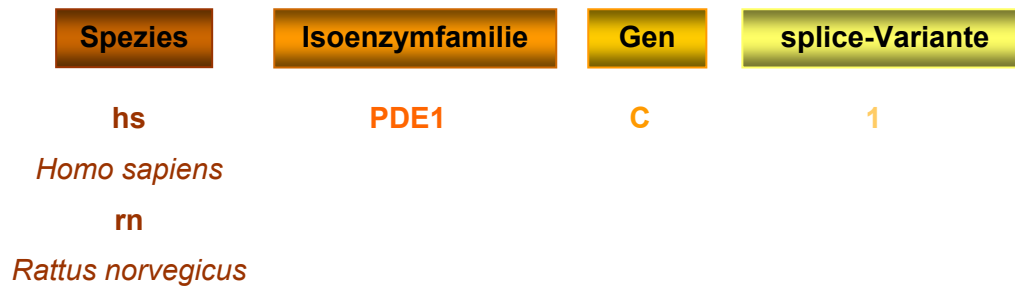 Spezies Isoenzymfamilie Gen splice-Variante
hs PDE1 C 1
Homo sapiens
rn
Rattus norvegicus